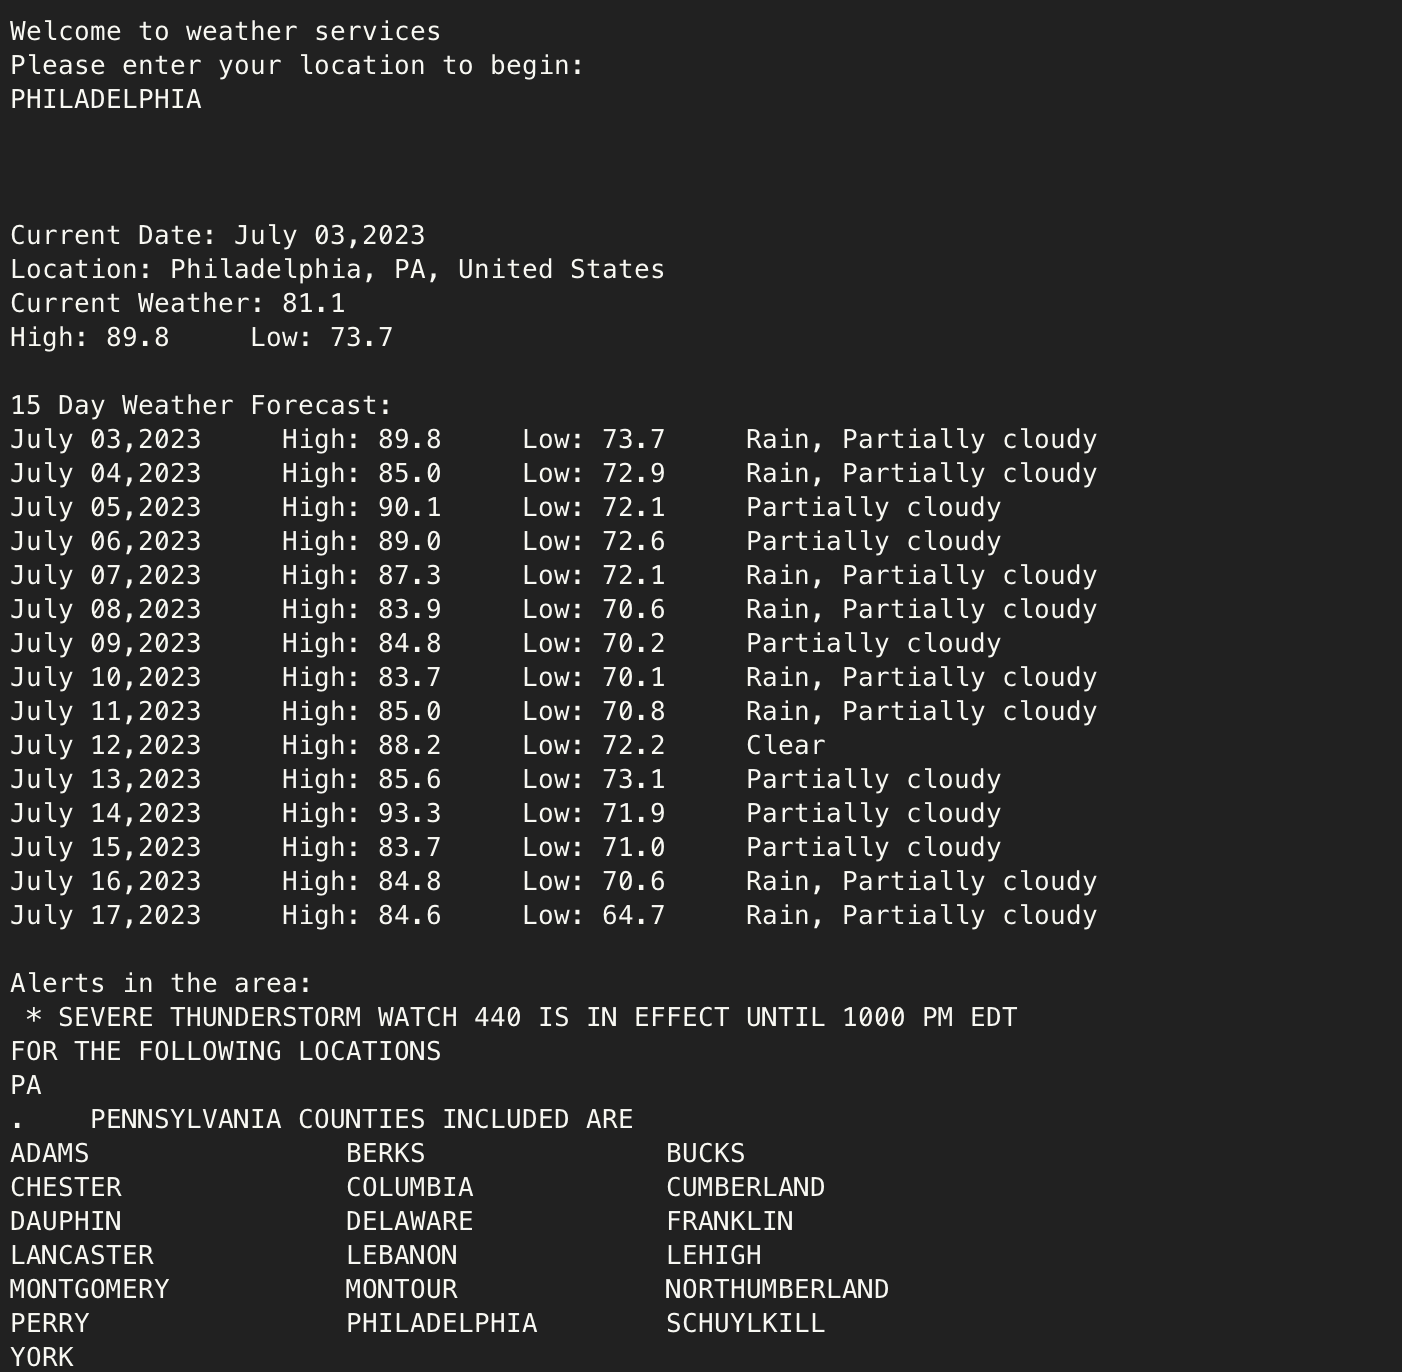 Welcome to weather services
Please enter your location to begin:
PHILADELPHIA
Current Date: July 03,2023
Location: Philadelphia, PA, United States
Current Weather: 81.1
High: 89.8     Low: 73.7
15 Day Weather Forecast:
July 03,2023     High: 89.8     Low: 73.7     Rain, Partially cloudy
July 04,2023     High: 85.0     Low: 72.9     Rain, Partially cloudy
July 05,2023     High: 90.1     Low: 72.1     Partially cloudy
July 06,2023     High: 89.0     Low: 72.6     Partially cloudy
July 07,2023     High: 87.3     Low: 72.1     Rain, Partially cloudy
July 08,2023     High: 83.9     Low: 70.6     Rain, Partially cloudy
July 09,2023     High: 84.8     Low: 70.2     Partially cloudy
July 10,2023     High: 83.7     Low: 70.1     Rain, Partially cloudy
July 11,2023     High: 85.0     Low: 70.8     Rain, Partially cloudy
July 12,2023     High: 88.2     Low: 72.2     Clear
July 13,2023     High: 85.6     Low: 73.1     Partially cloudy
July 14,2023     High: 93.3     Low: 71.9     Partially cloudy
July 15,2023     High: 83.7     Low: 71.0     Partially cloudy
July 16,2023     High: 84.8     Low: 70.6     Rain, Partially cloudy
July 17,2023     High: 84.6     Low: 64.7     Rain, Partially cloudy
Alerts in the area:
 * SEVERE THUNDERSTORM WATCH 440 IS IN EFFECT UNTIL 1000 PM EDT
FOR THE FOLLOWING LOCATIONS
PA
.    PENNSYLVANIA COUNTIES INCLUDED ARE
ADAMS                BERKS               BUCKS
CHESTER              COLUMBIA            CUMBERLAND
DAUPHIN              DELAWARE            FRANKLIN
LANCASTER            LEBANON             LEHIGH
MONTGOMERY           MONTOUR             NORTHUMBERLAND
PERRY                PHILADELPHIA        SCHUYLKILL
YORK